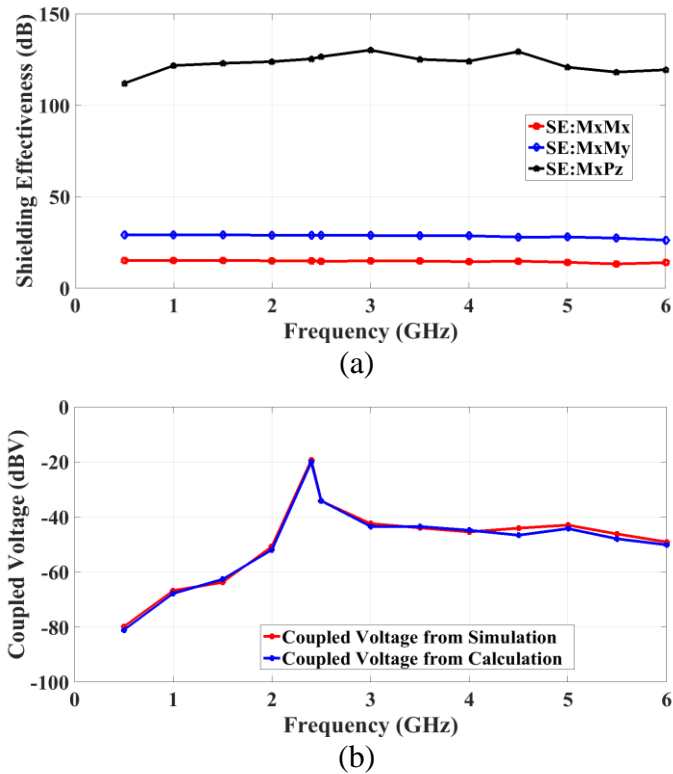 150
100
50
0
Shielding Effectiveness (dB)
SE:MxMx
SE:MxMy
SE:MxPz
0 1 2 3 4 5 6
Frequency (GHz)
(a)
0
-20
-40
-60
-80
-100
Coupled Voltage (dBV)
Coupled Voltage from Simulation
Coupled Voltage from Calculation
0 1 2 3 4 5 6
Frequency (GHz)
(b)